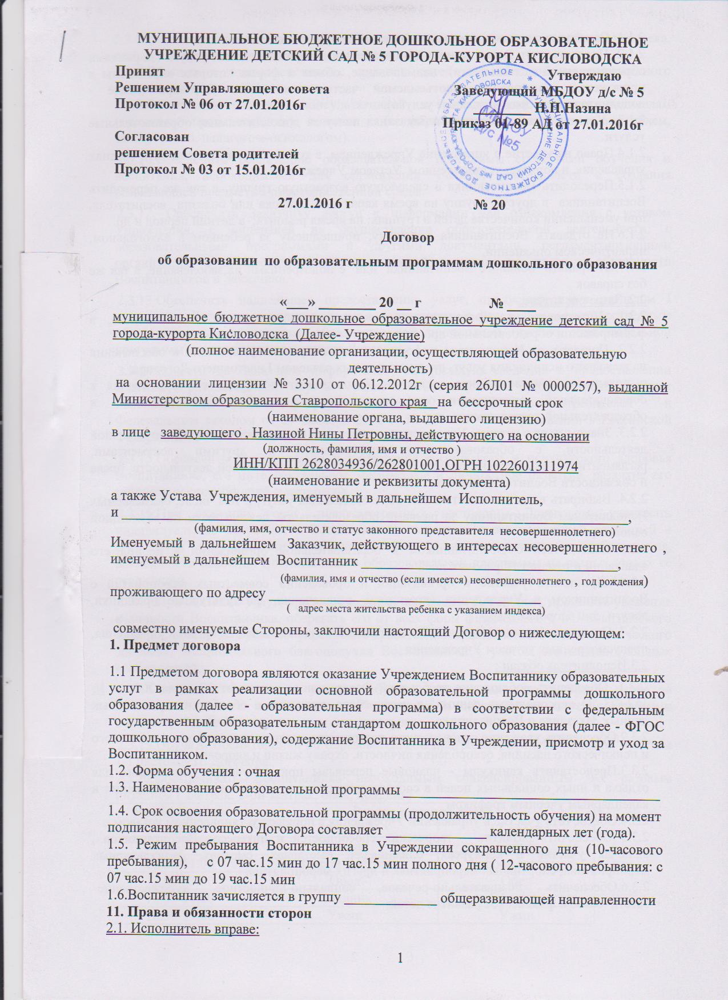 МУНИЦИПАЛЬНОЕ БЮДЖЕТНОЕ ДОШКОЛЬНОЕ ОБРАЗОВАТЕЛЬНОЕ
УЧРЕЖДЕНИЕ ДЕТСКИЙ САД № 5 ГОРОДА-КУРОРТА КИСЛОВОДСКА
Принят Утверждаю
Решением Управляющего совета Заведующий МБДОУ д/с № 5
Протокол № 06 от 27.01.2016г ________ Н.П.Назина
Приказ 01-89 АД от 27.01.2016г
МБДОУ
д/с №5
Согласован
решением Совета родителей
Протокол № 03 от 15.01.2016г
27.01.2016 г № 20
Договор
об образовании по образовательным программам дошкольного образования
«___» ________ 20 __ г № ____
муниципальное бюджетное дошкольное образовательное учреждение детский сад № 5
города-курорта Кисловодска (Далее- Учреждение)
(полное наименование организации, осуществляющей образовательную
деятельность)
на основании лицензии № 3310 от 06.12.2012г (серия 26Л01 № 0000257), выданной
Министерством образования Ставропольского края на бессрочный срок
(наименование органа, выдавшего лицензию)
в лице заведующего , Назиной Нины Петровны, действующего на основании
(должность, фамилия, имя и отчество )
ИНН/КПП 2628034936/262801001,ОГРН 1022601311974
(наименование и реквизиты документа)
а также Устава Учреждения, именуемый в дальнейшем Исполнитель,
и ______________________________________________________________________,
(фамилия, имя, отчество и статус законного представителя несовершеннолетнего)
Именуемый в дальнейшем Заказчик, действующего в интересах несовершеннолетнего ,
именуемый в дальнейшем Воспитанник ____________________________________,
(фамилия, имя и отчество (если имеется) несовершеннолетнего , год рождения)
проживающего по адресу ______________________________________
( адрес места жительства ребенка с указанием индекса)
совместно именуемые Стороны, заключили настоящий Договор о нижеследующем:
1. Предмет договора
1.1 Предметом договора являются оказание Учреждением Воспитаннику образовательных
услуг в рамках реализации основной образовательной программы дошкольного
образования (далее - образовательная программа) в соответствии с федеральным
государственным образовательным стандартом дошкольного образования (далее - ФГОС
дошкольного образования), содержание Воспитанника в Учреждении, присмотр и уход за
Воспитанником.
1.2. Форма обучения : очная
1.3. Наименование образовательной программы ____________________________________
1.4. Срок освоения образовательной программы (продолжительность обучения) на момент
подписания настоящего Договора составляет ______________ календарных лет (года).
1.5. Режим пребывания Воспитанника в Учреждении сокращенного дня (10-часового
пребывания), с 07 час.15 мин до 17 час.15 мин полного дня ( 12-часового пребывания: с
07 час.15 мин до 19 час.15 мин
1.6.Воспитанник зачисляется в группу _____________ общеразвивающей направленности
11. Права и обязанности сторон
2.1. Исполнитель вправе:
1